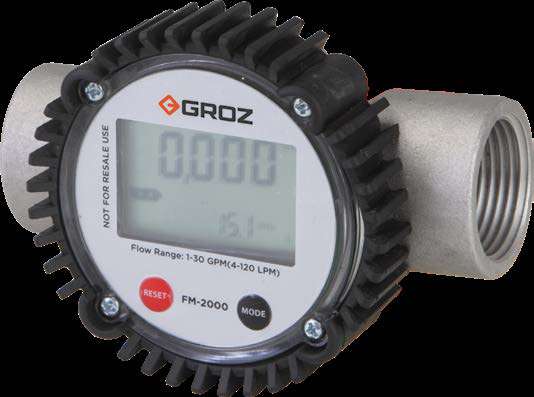 GROZ
NOT FOR RESALE USE
0,000
15.1
Flow Range: 1-30 GPM(4-120 LPM)
RESET
FM-2000
MODE